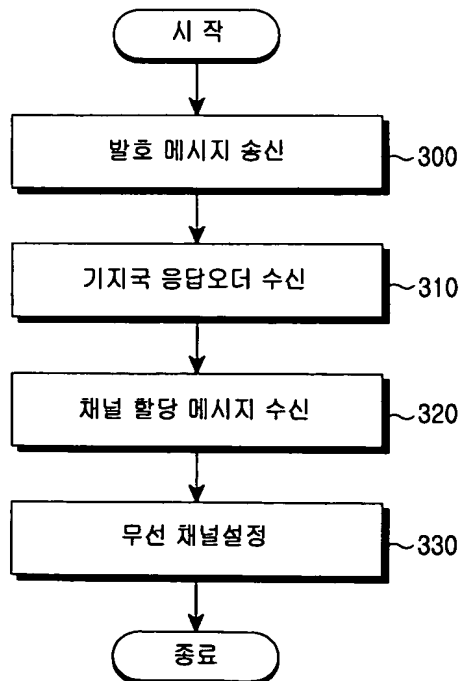 시 작
발호 메시지 송신
300
기지국 응답오더 수신
310
채널 할당 메시지 수신
320
무선 채널설정
330
종료